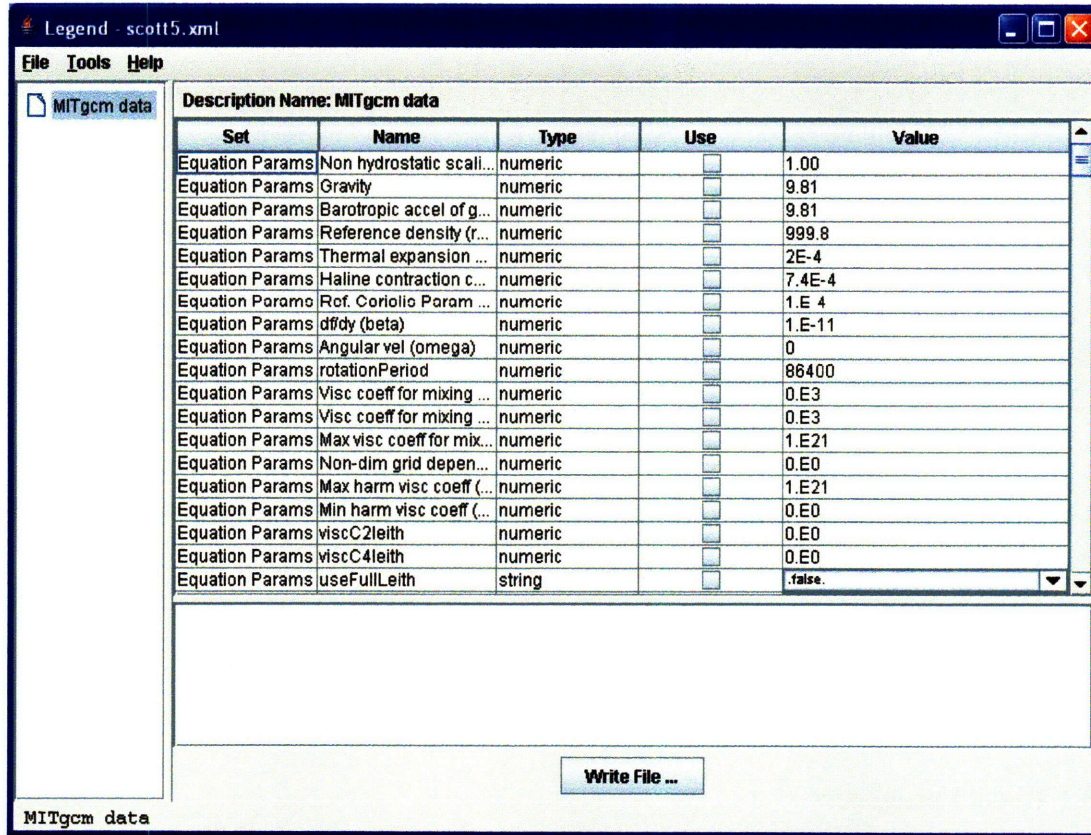 Legend - scott5.xml
File Tools Help
MITgcm data
Description Name: MITgcm data
Set Name Type Use Value
Equation Params Non hydrostatic scali... numeric 1.00
Equation Params Gravity numeric 9.81
Equation Params Barotropic accel of g... numeric 9.81
Equation Params Reference density (r... numeric 999.8
Equation Params Thermal expansion ... numeric 2E-4
Equation Params Haline contraction c... numeric 7.4E-4
Equation Params Ref. Coriolis Param ... numeric 1.E-4
Equation Params df/dy (beta) numeric 1.E-11
Equation Params Angular vel (omega) numeric 0
Equation Params rotationPeriod numeric 86400
Equation Params Visc coeff for mixing ... numeric 0.E3
Equation Params Visc coeff for mixing ... numeric 0.E3
Equation Params Max visc coeff for mix... numeric 1.E21
Equation Params Non-dim grid depen... numeric 0.E0
Equation Params Max harm visc coeff (... numeric 1.E21
Equation Params Min harm visc coeff (... numeric 0.E0
Equation Params viscC2leith numeric 0.E0
Equation Params viscC4leith numeric 0.E0
Equation Params useFullLeith string .false.
Write File ...
MITgcm data